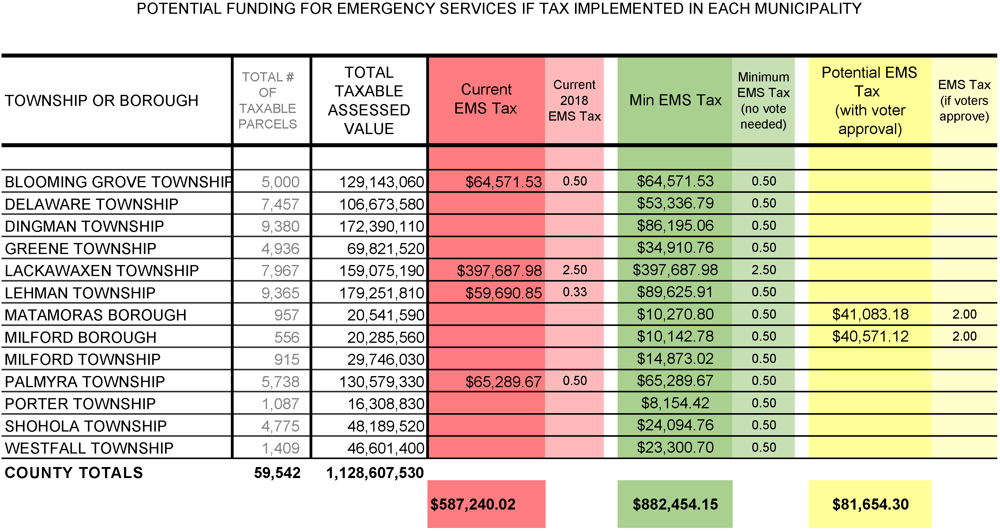 POTENTIAL FUNDING FOR EMERGENCY SERVICES IF TAX IMPLEMENTED IN EACH MUNICIPALITY
TOWNSHIP OR BOROUGH
TOTAL #
OF
TAXABLE
PARCELS
TOTAL
TAXABLE
ASSESSED
VALUE
Current
EMS Tax
Current
2018
EMS Tax
Min EMS Tax
Minimum
EMS Tax
(no vote
needed)
Potential EMS
Tax
(with voter
approval)
EMS Tax
(if voters
approve)
BLOOMING GROVE TOWNSHIP 5,000 129,143,060 $64,571.53 0.50 $64,571.53 0.50
DELAWARE TOWNSHIP 7,457 106,673,580 $53,336.79 0.50
DINGMAN TOWNSHIP 9,380 172,390,110 $86,195.06 0.50
GREENE TOWNSHIP 4,936 69,821,520 $34,910.76 0.50
LACKAWAXEN TOWNSHIP 7,967 159,075,190 $397,687.98 2.50 $397,687.98 2.50
LEHMAN TOWNSHIP 9,365 179,251,810 $59,690.85 0.33 $89,625.91 0.50
MATAMORAS BOROUGH 957 20,541,590 $10,270.80 0.50 $41,083.18 2.00
MILFORD BOROUGH 556 20,285,560 $10,142.78 0.50 $40,571.12 2.00
MILFORD TOWNSHIP 915 29,746,030 $14,873.02 0.50
PALMYRA TOWNSHIP 5,738 130,579,330 $65,289.67 0.50 $65,289.67 0.50
PORTER TOWNSHIP 1,087 16,308,830 $8,154.42 0.50
SHOHOLA TOWNSHIP 4,775 48,189,520 $24,094.76 0.50
WESTFALL TOWNSHIP 1,409 46,601,400 $23,300.70 0.50
COUNTY TOTALS 59,542 1,128,607,530
$587,240.02 $882,454.15 $81,654.30